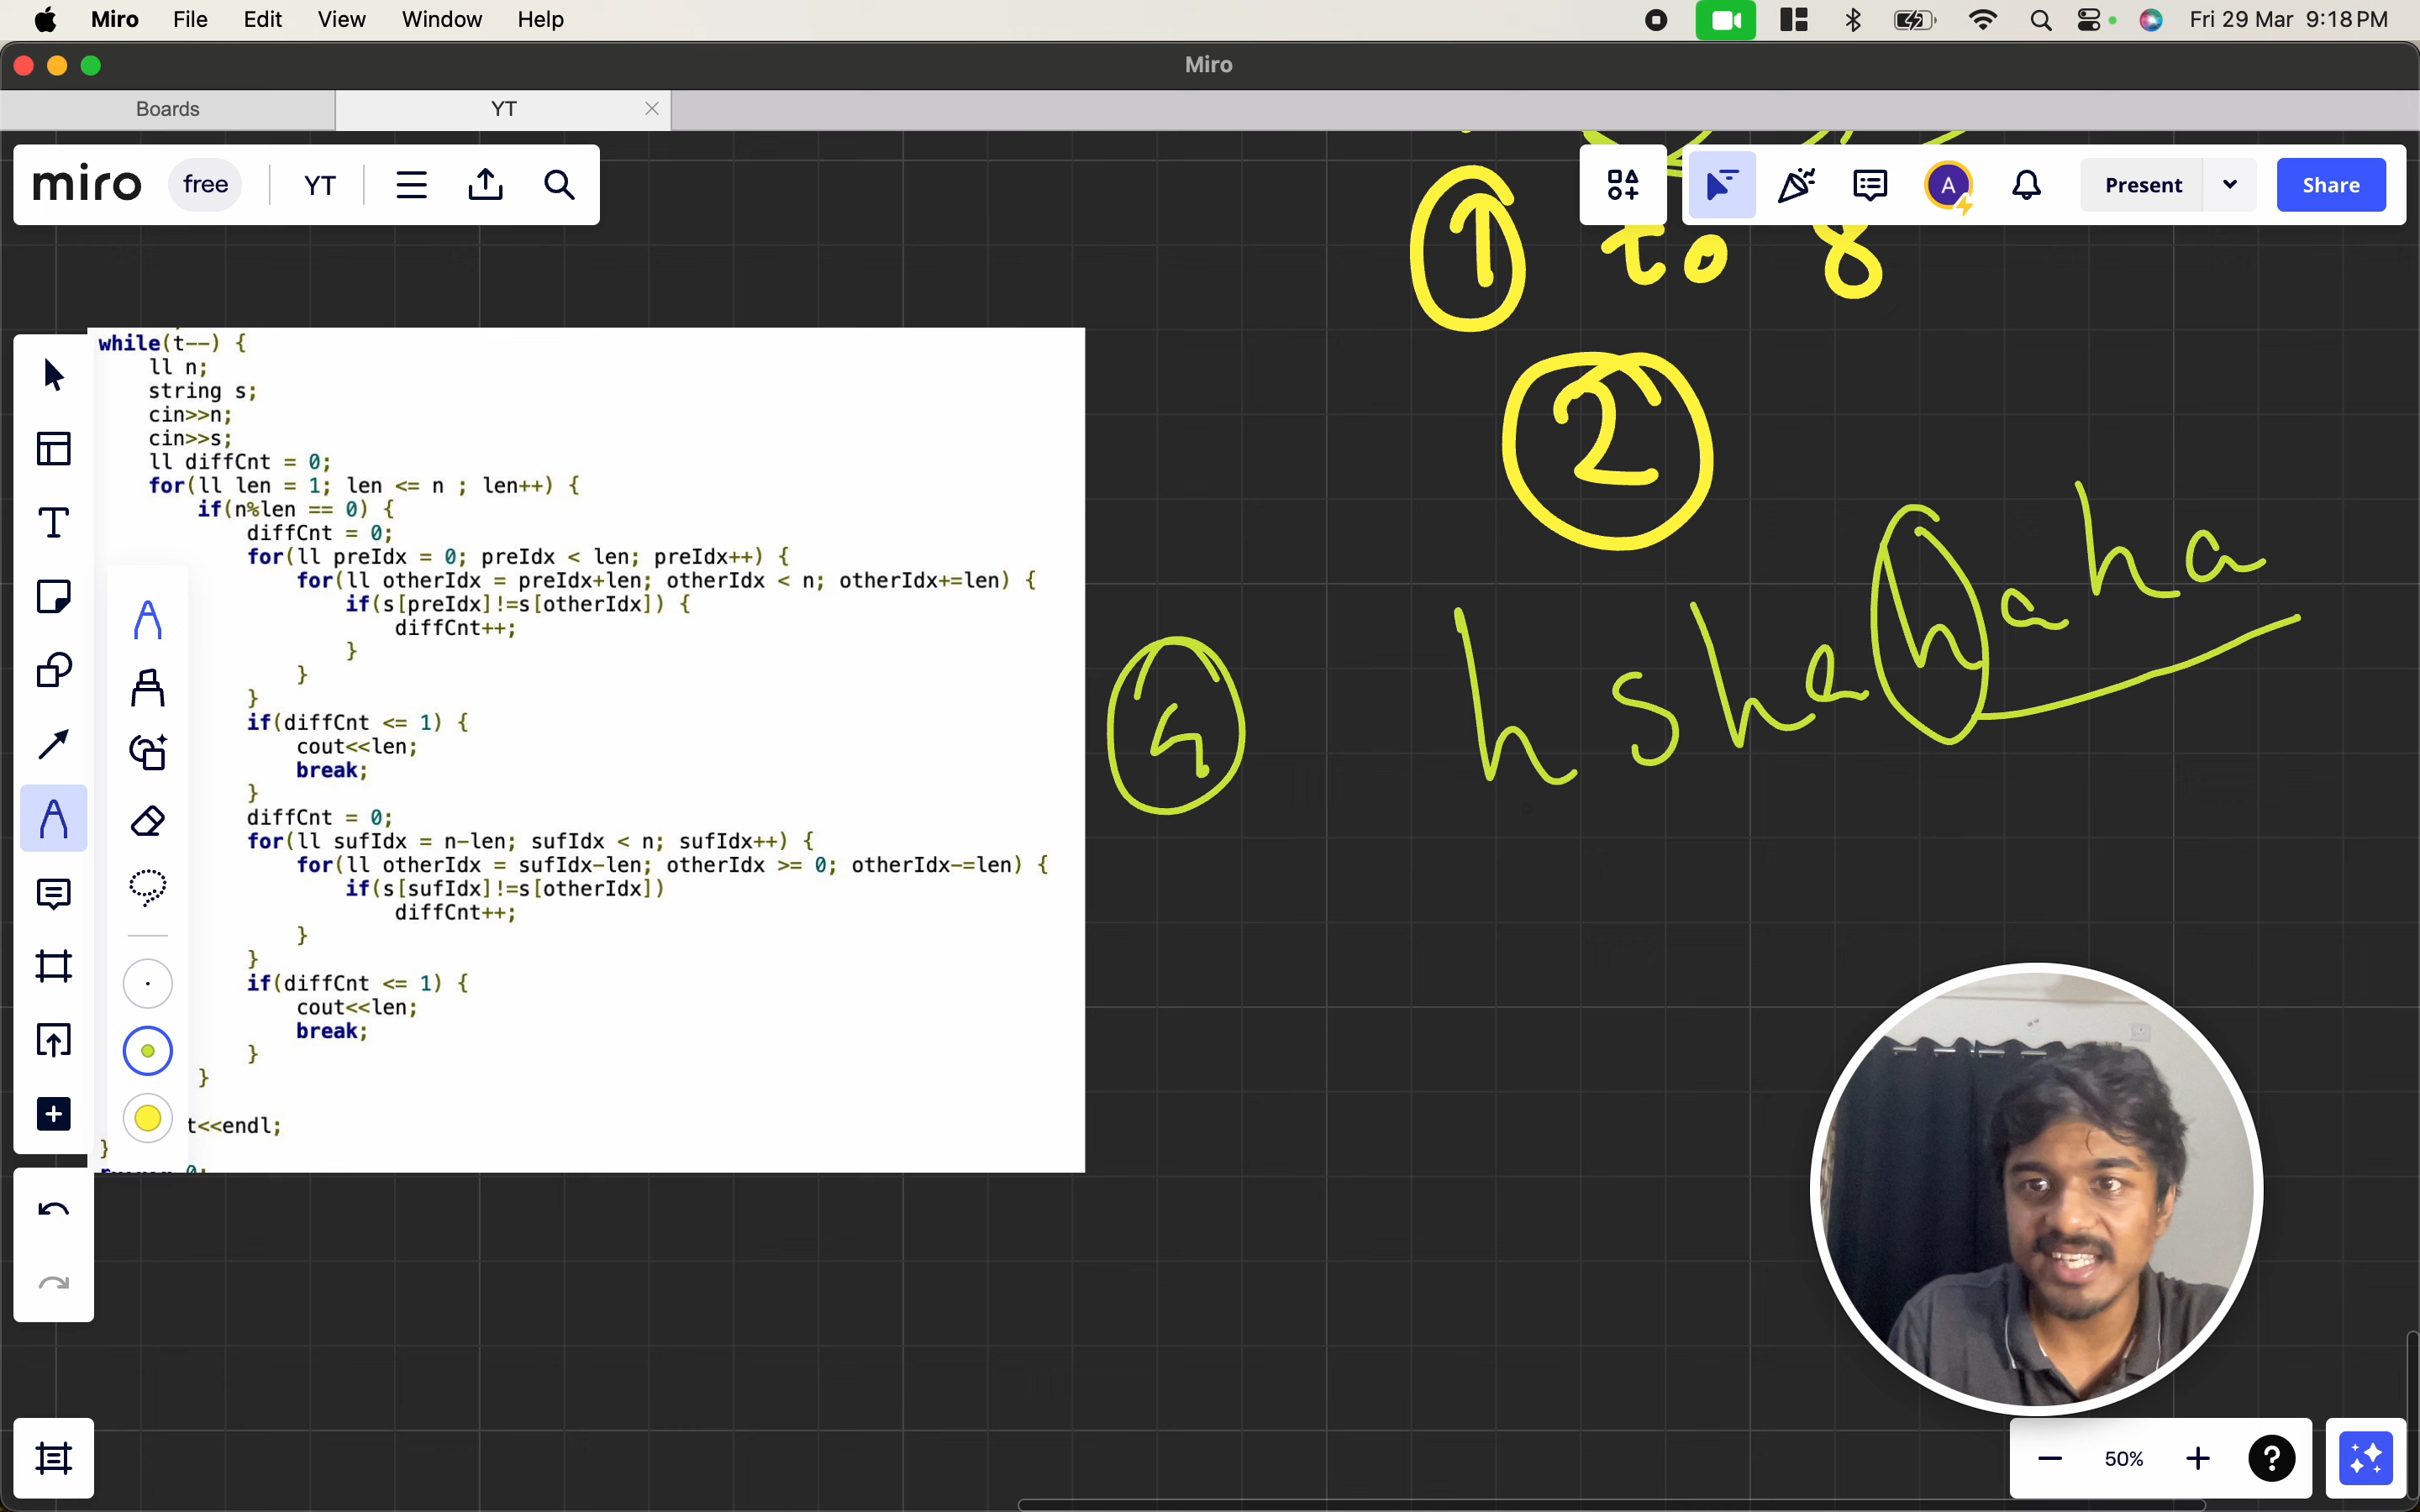 Miro File Edit View Window Help Fri 29 Mar 9:18 PM
Miro
Boards YT
miro free YT A Present Share
1 to 8
2
while(t--) {
ll n;
string s;
cin>>n;
cin>>s;
ll diffCnt = 0;
for(ll len = 1; len <= n ; len++) {
if(n%len == 0) {
diffCnt = 0;
for(ll preIdx = 0; preIdx < len; preIdx++) {
for(ll otherIdx = preIdx+len; otherIdx < n; otherIdx+=len) {
if(s[preIdx]!=s[otherIdx]) {
diffCnt++;
}
}
}
if(diffCnt <= 1) {
cout<<len;
break;
}
diffCnt = 0;
for(ll sufIdx = n-len; sufIdx < n; sufIdx++) {
for(ll otherIdx = sufIdx-len; otherIdx >= 0; otherIdx-=len) {
if(s[sufIdx]!=s[otherIdx])
diffCnt++;
}
}
if(diffCnt <= 1) {
cout<<len;
break;
}
}
t<<endl;
}
4 hshahaha
50% ?